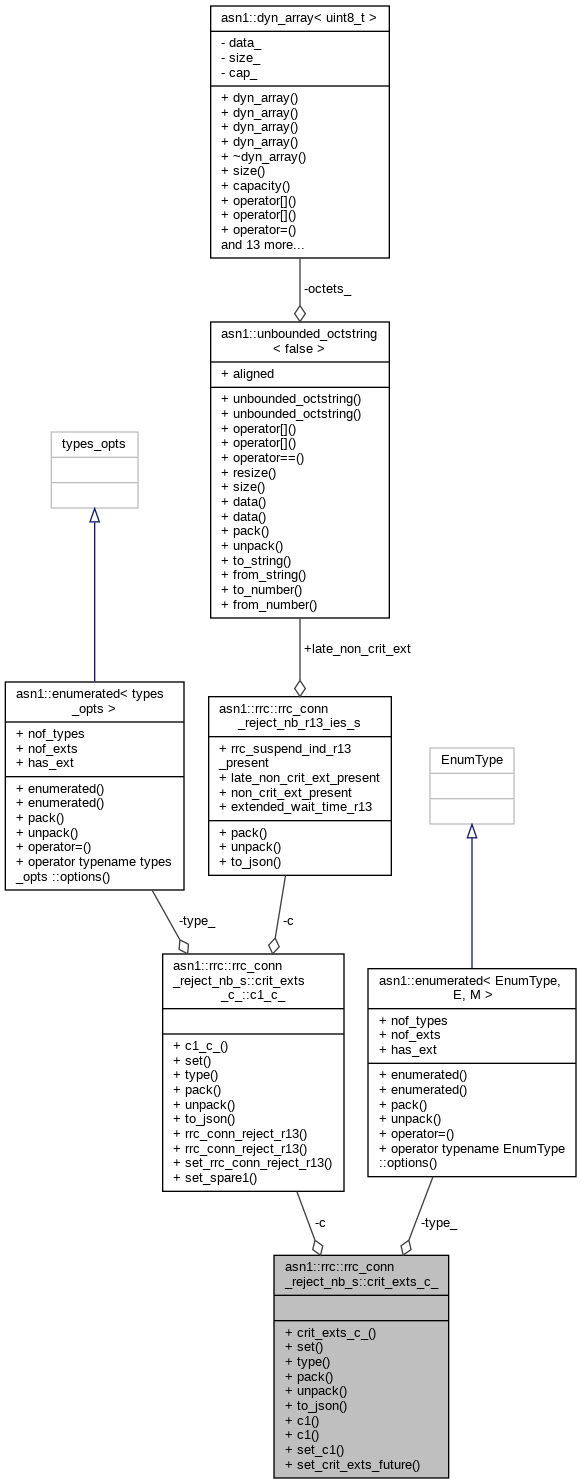 asn1::dyn_array< uint8_t >
- data_
- size_
- cap_
+ dyn_array()
+ dyn_array()
+ dyn_array()
+ dyn_array()
+ ~dyn_array()
+ size()
+ capacity()
+ operator[]()
+ operator[]()
+ operator=()
and 13 more...
-octets_
asn1::unbounded_octstring
< false >
+ aligned
+ unbounded_octstring()
+ unbounded_octstring()
+ operator[]()
+ operator[]()
+ operator==()
+ resize()
+ size()
+ data()
+ data()
+ pack()
+ unpack()
+ to_string()
+ from_string()
+ to_number()
+ from_number()
types_opts
+late_non_crit_ext
asn1::enumerated< types
_opts >
+ nof_types
+ nof_exts
+ has_ext
+ enumerated()
+ enumerated()
+ pack()
+ unpack()
+ operator=()
+ operator typename types
_opts ::options()
asn1::rrc::rrc_conn
_reject_nb_r13_ies_s
+ rrc_suspend_ind_r13
_present
+ late_non_crit_ext_present
+ non_crit_ext_present
+ extended_wait_time_r13
+ pack()
+ unpack()
+ to_json()
EnumType
-type_
-c
asn1::rrc::rrc_conn
_reject_nb_s::crit_exts
_c_::c1_c_
+ c1_c_()
+ set()
+ type()
+ pack()
+ unpack()
+ to_json()
+ rrc_conn_reject_r13()
+ rrc_conn_reject_r13()
+ set_rrc_conn_reject_r13()
+ set_spare1()
asn1::enumerated< EnumType,
E, M >
+ nof_types
+ nof_exts
+ has_ext
+ enumerated()
+ enumerated()
+ pack()
+ unpack()
+ operator=()
+ operator typename EnumType
::options()
-c
-type_
asn1::rrc::rrc_conn
_reject_nb_s::crit_exts_c_
+ crit_exts_c_()
+ set()
+ type()
+ pack()
+ unpack()
+ to_json()
+ c1()
+ c1()
+ set_c1()
+ set_crit_exts_future()